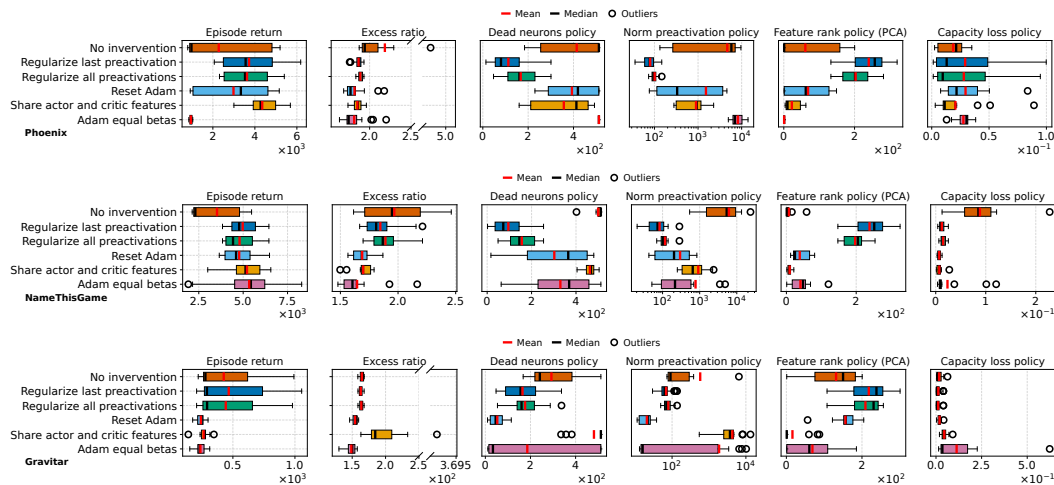 Mean Median Outliers
Episode return Excess ratio Dead neurons policy Norm preactivation policy Feature rank policy (PCA) Capacity loss policy
No invervention
Regularize last preactivation
Regularize all preactivations
Reset Adam
Share actor and critic features
Adam equal betas
Phoenix
2 4 2.0 2.5 5.0 0 2 4 10² 10³ 10⁴ 0 2 0.0 0.5 1.0
×10³ ×10² ×10² ×10⁻¹
Mean Median Outliers
Episode return Excess ratio Dead neurons policy Norm preactivation policy Feature rank policy (PCA) Capacity loss policy
No invervention
Regularize last preactivation
Regularize all preactivations
Reset Adam
Share actor and critic features
Adam equal betas
NameThisGame
2 4 6 8 1.5 2.0 2.5 0 2 4 10² 10³ 10⁴ 0 2 0 1 2
×10³ ×10² ×10² ×10⁻¹
Mean Median Outliers
Episode return Excess ratio Dead neurons policy Norm preactivation policy Feature rank policy (PCA) Capacity loss policy
No invervention
Regularize last preactivation
Regularize all preactivations
Reset Adam
Share actor and critic features
Adam equal betas
Gravitar
0.5 1.0 1.5 2.0 3.695 0 2 4 10² 10⁴ 0 2 0.0 2.5 5.0
×10³ ×10² ×10² ×10⁻¹